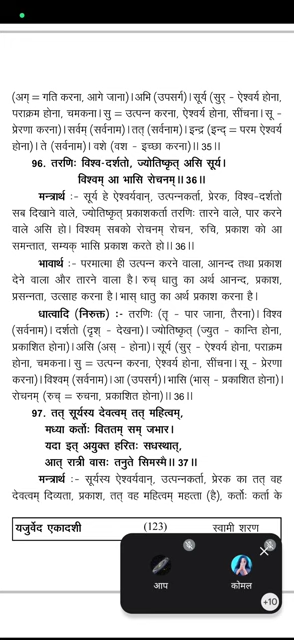 (अग् = गति करना, आगे जाना)।अभि (उपसर्ग)।सूर्य (सुर् - ऐश्वर्य होना,
पराक्रम होना, चमकना।सु = उत्पन्न करना, ऐश्वर्य होना, सींचना।सू -
प्रेरणा करना)।सर्वम् (सर्वनाम)।तत् (सर्वनाम)।इन्द्र (इन्द् = परम ऐश्वर्य
होना)।ते (सर्वनाम)।वशे (वश - इच्छा करना)॥35॥
96. तरणिः विश्व-दर्शतो, ज्योतिष्कृत् असि सूर्य।
विश्वम् आ भासि रोचनम्॥36॥
मन्त्रार्थ :- सूर्य हे ऐश्वर्यवान्, उत्पन्नकर्ता, प्रेरक, विश्व-दर्शतो
सब दिखाने वाले, ज्योतिष्कृत् प्रकाशकर्ता तरणिः तारने वाले, पार करने
वाले असि हो। विश्वम् सबको रोचनम् रोचन, रुचि, प्रकाश को आ
समन्तात, सम्यक् भासि प्रकाश करते हो॥36॥
भावार्थ :- परमात्मा ही उत्पन्न करने वाला, आनन्द तथा प्रकाश
देने वाला और तारने वाला है। रुच् धातु का अर्थ आनन्द, प्रकाश,
प्रसन्नता, उत्साह करना है।भास् धातु का अर्थ प्रकाश करना है।
धात्वादि (निरुक्त) :- तरणिः (तृ - पार जाना, तैरना)। विश्व
(सर्वनाम)।दर्शतो (दृश् - देखना)।ज्योतिष्कृत् (ज्युत - कान्ति होना,
प्रकाशित होना)।असि (अस् - होना)।सूर्य (सुर् - ऐश्वर्य होना, पराक्रम
होना, चमकना। सु = उत्पन्न करना, ऐश्वर्य होना, सींचना। सू - प्रेरणा
करना)।विश्वम् (सर्वनाम)।आ (उपसर्ग)।भासि (भास् - प्रकाशित होना)।
रोचनम् (रुच् = रुचना, प्रकाशित होना)॥36॥
97. तत् सूर्यस्य देवत्वम् तत् महित्वम्,
मध्या कर्तोः विततम् सम् जभार।
यदा इत् अयुक्त हरितः सधस्थात्,
आत् रात्री वासः तनुते सिमस्मै॥37॥
मन्त्रार्थ :- सूर्यस्य ऐश्वर्यवान्, उत्पन्नकर्ता, प्रेरक का तत् वह
देवत्वम् दिव्यता, प्रकाश, तत् वह महित्वम् महत्ता (है), कर्तोः कर्ता के
यजुर्वेद एकादशी (123) स्वामी शरण
आप कोमल
+10